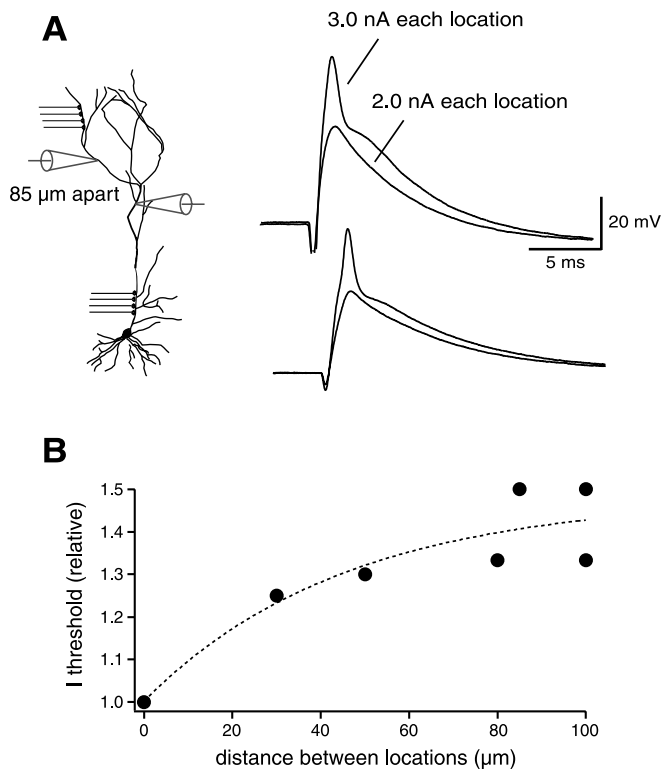 A
3.0 nA each location
2.0 nA each location
85 µm apart
20 mV
5 ms
B
I threshold (relative)
1.5
1.4
1.3
1.2
1.1
1.0
0 20 40 60 80 100
distance between locations (µm)